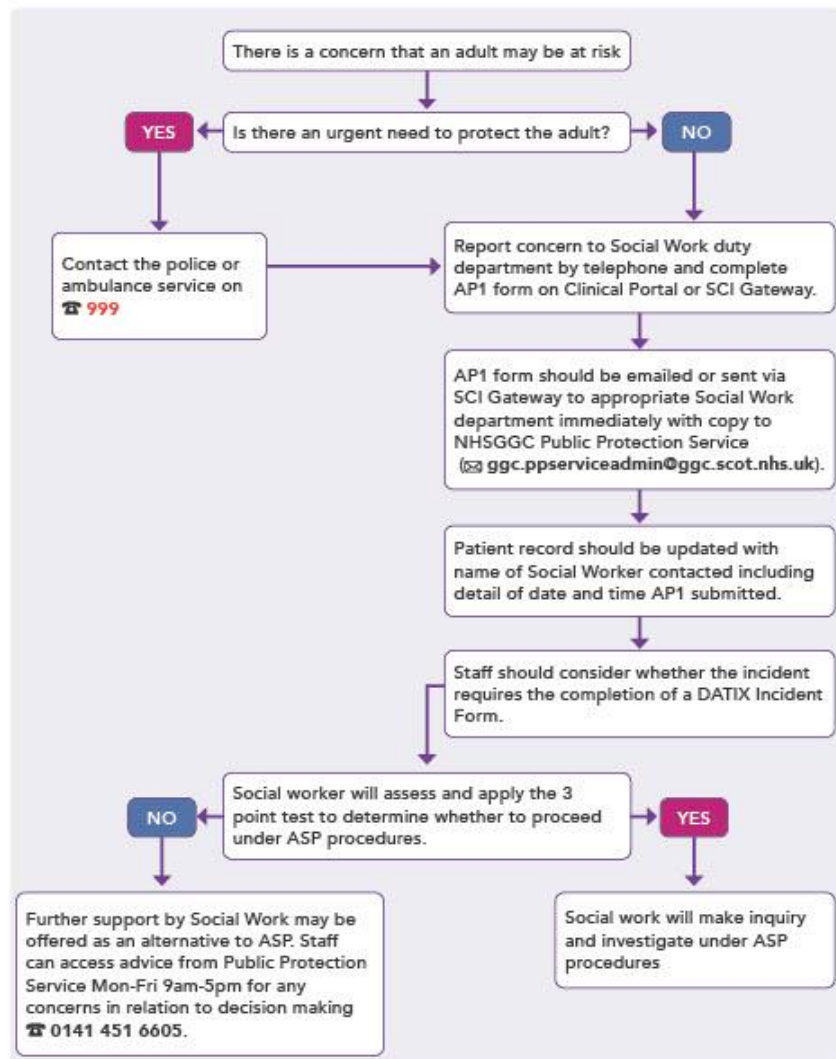 There is a concern that an adult may be at risk
YES
Is there an urgent need to protect the adult?
NO
Contact the police or
ambulance service on
☎ 999
Report concern to Social Work duty
department by telephone and complete
AP1 form on Clinical Portal or SCI Gateway.
AP1 form should be emailed or sent via
SCI Gateway to appropriate Social Work
department immediately with copy to
NHSGGC Public Protection Service
(✉ ggc.ppserviceadmin@ggc.scot.nhs.uk).
Patient record should be updated with
name of Social Worker contacted including
detail of date and time AP1 submitted.
Staff should consider whether the incident
requires the completion of a DATIX Incident
Form.
NO
Social worker will assess and apply the 3
point test to determine whether to proceed
under ASP procedures.
YES
Further support by Social Work may be
offered as an alternative to ASP. Staff
can access advice from Public Protection
Service Mon-Fri 9am-5pm for any
concerns in relation to decision making
☎ 0141 451 6605.
Social work will make inquiry
and investigate under ASP
procedures